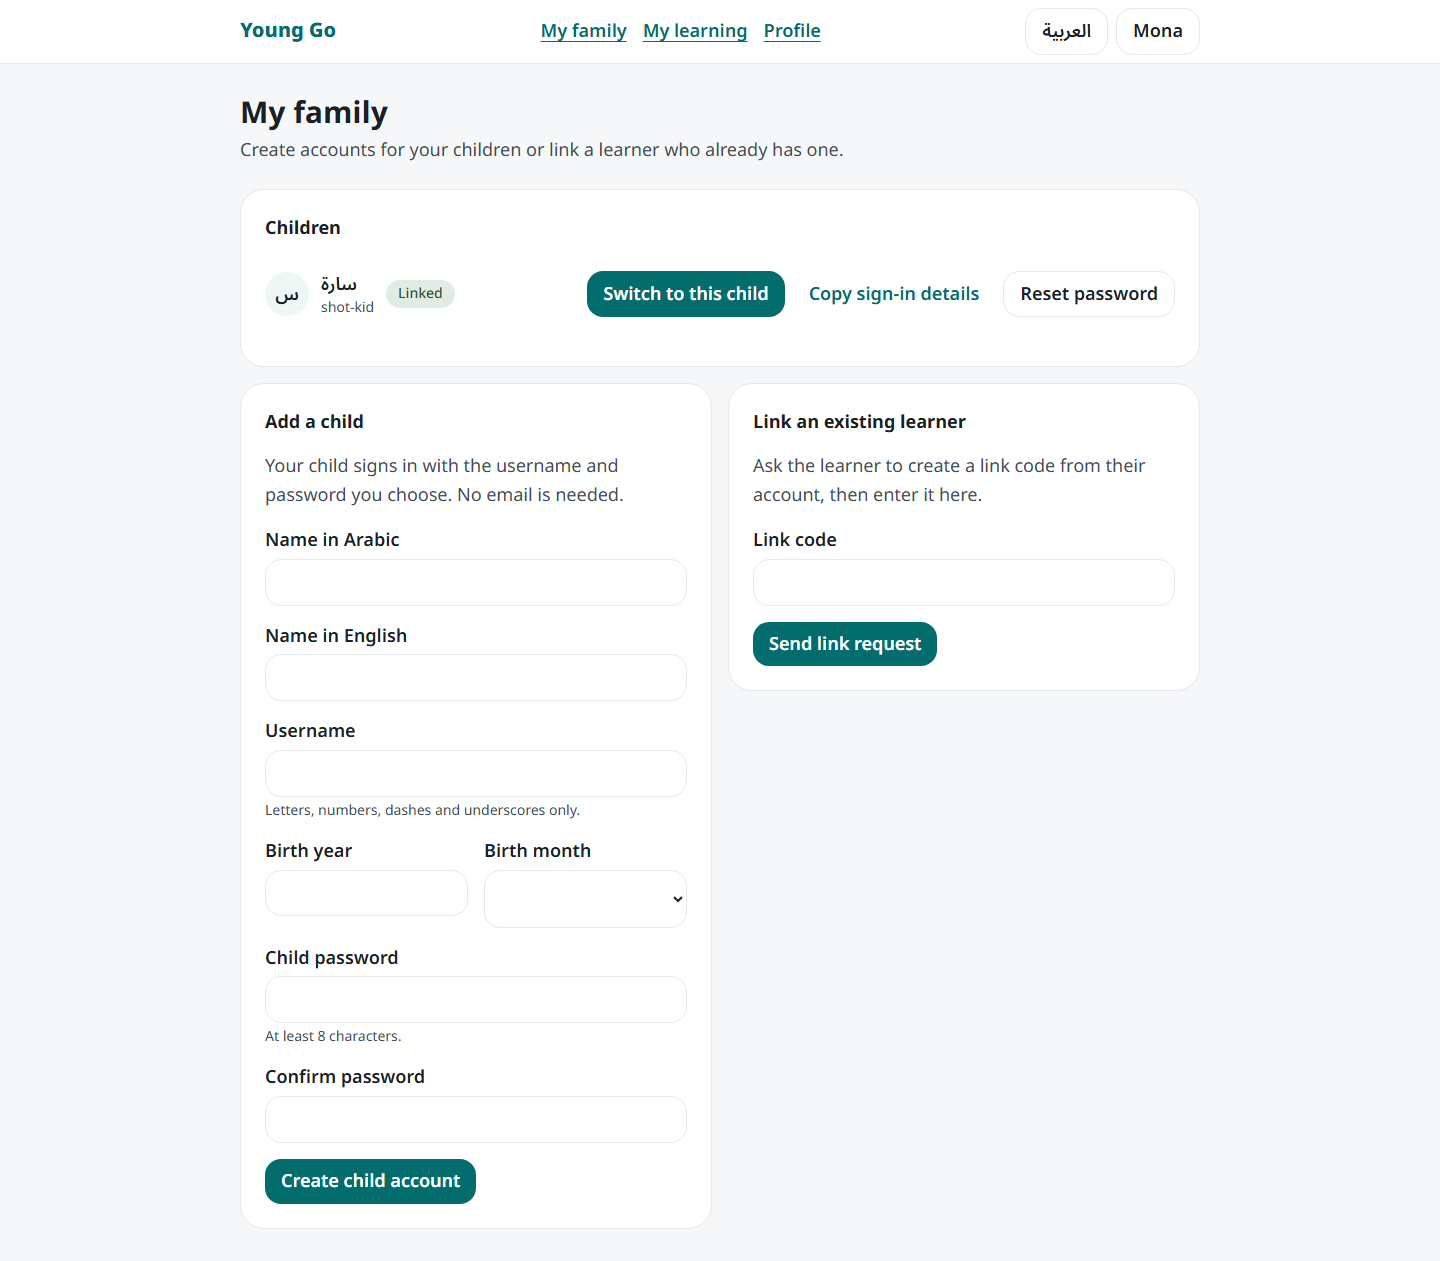 Young Go
My family
My learning
Profile
العربية
Mona
My family
Create accounts for your children or link a learner who already has one.
Children
س
سارة
shot-kid
Linked
Switch to this child
Copy sign-in details
Reset password
Add a child
Your child signs in with the username and
password you choose. No email is needed.
Name in Arabic
Name in English
Username
Letters, numbers, dashes and underscores only.
Birth year
Birth month
Child password
At least 8 characters.
Confirm password
Create child account
Link an existing learner
Ask the learner to create a link code from their
account, then enter it here.
Link code
Send link request